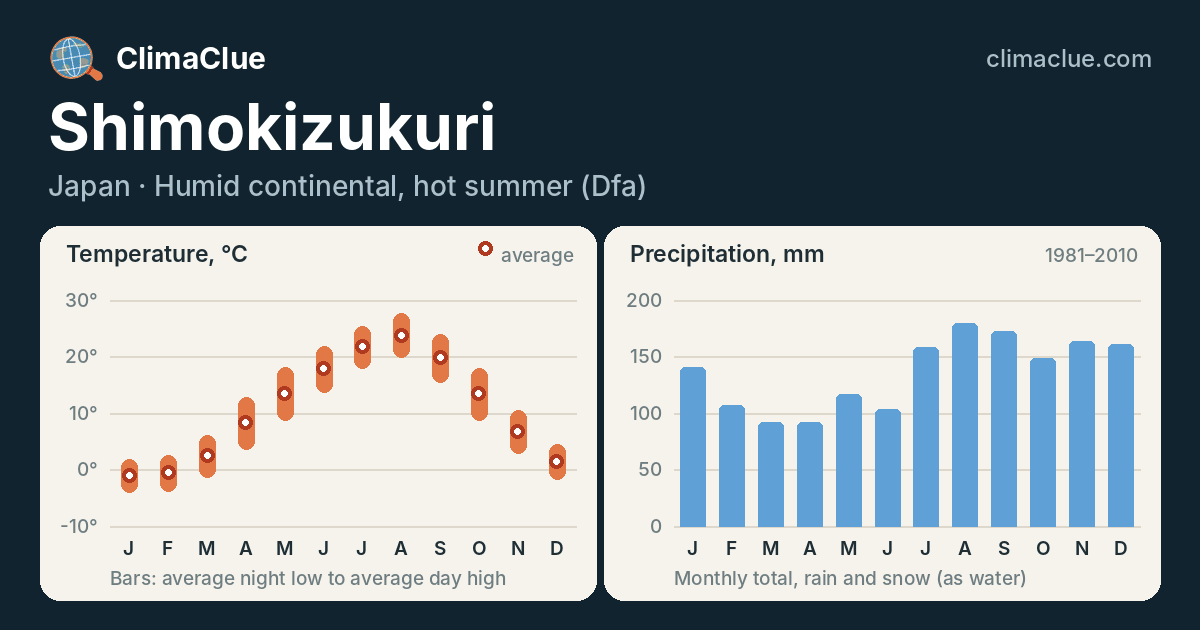 ClimaClue
climaclue.com
Shimokizukuri
Japan · Humid continental, hot summer (Dfa)
Temperature, °C
average
30°
20°
10°
0°
-10°
J F M A M J J A S O N D
Bars: average night low to average day high
Precipitation, mm
1981–2010
200
150
100
50
0
J F M A M J J A S O N D
Monthly total, rain and snow (as water)